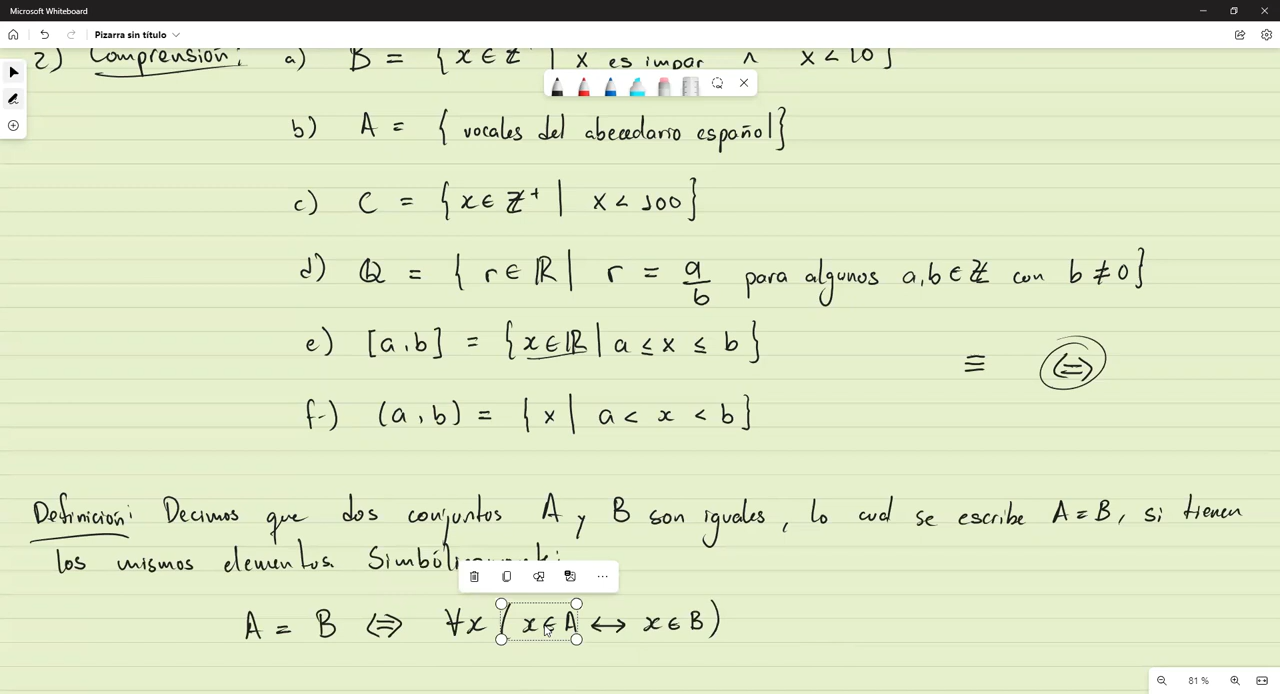 Microsoft Whiteboard
Pizarra sin título
2) Comprensión: a) B = { x ∈ ℤ⁺ | x es impar ∧ x < 10 }
b) A = { vocales del abecedario español }
c) C = { x ∈ ℤ⁺ | x < 100 }
d) ℚ = { r ∈ ℝ | r = a/b para algunos a, b ∈ ℤ con b ≠ 0 }
e) [a, b] = { x ∈ ℝ | a ≤ x ≤ b }
≡ ⟺
f) (a, b) = { x | a < x < b }
Definición: Decimos que dos conjuntos A y B son iguales, lo cual se escribe A = B, si tienen
los mismos elementos. Simbólicamente:
A = B ⟺ ∀x ( x ∈ A ↔ x ∈ B )
81 %